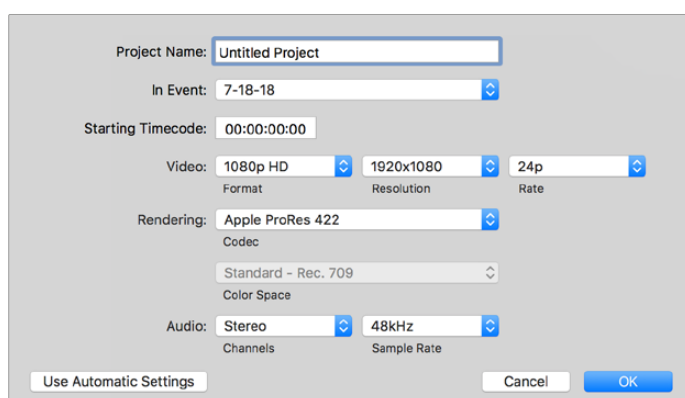 Project Name: Untitled Project
In Event: 7-18-18
Starting Timecode: 00:00:00:00
Video: 1080p HD 1920x1080 24p
Format Resolution Rate
Rendering: Apple ProRes 422
Codec
Standard - Rec. 709
Color Space
Audio: Stereo 48kHz
Channels Sample Rate
Use Automatic Settings Cancel OK